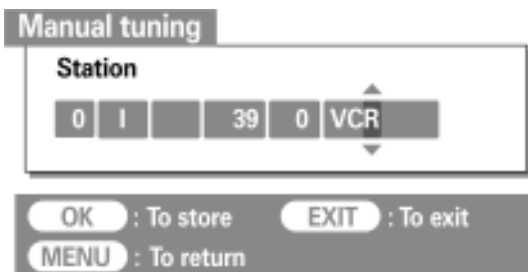 Manual tuning
Station
0 I 39 0 VCR
OK : To store EXIT : To exit
MENU : To return